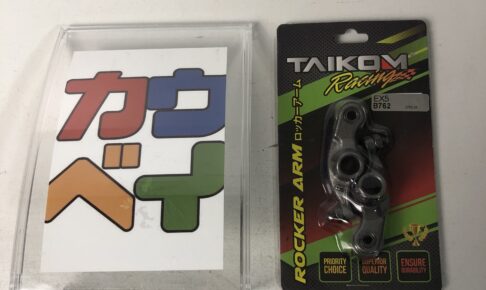 カウ
ベイ
TAIKOM
Racing
EX5
B762
ROCKER ARM ロッカーアーム
PRIORITY
CHOICE
SUPERIOR
QUALITY
ENSURE
DURABILITY